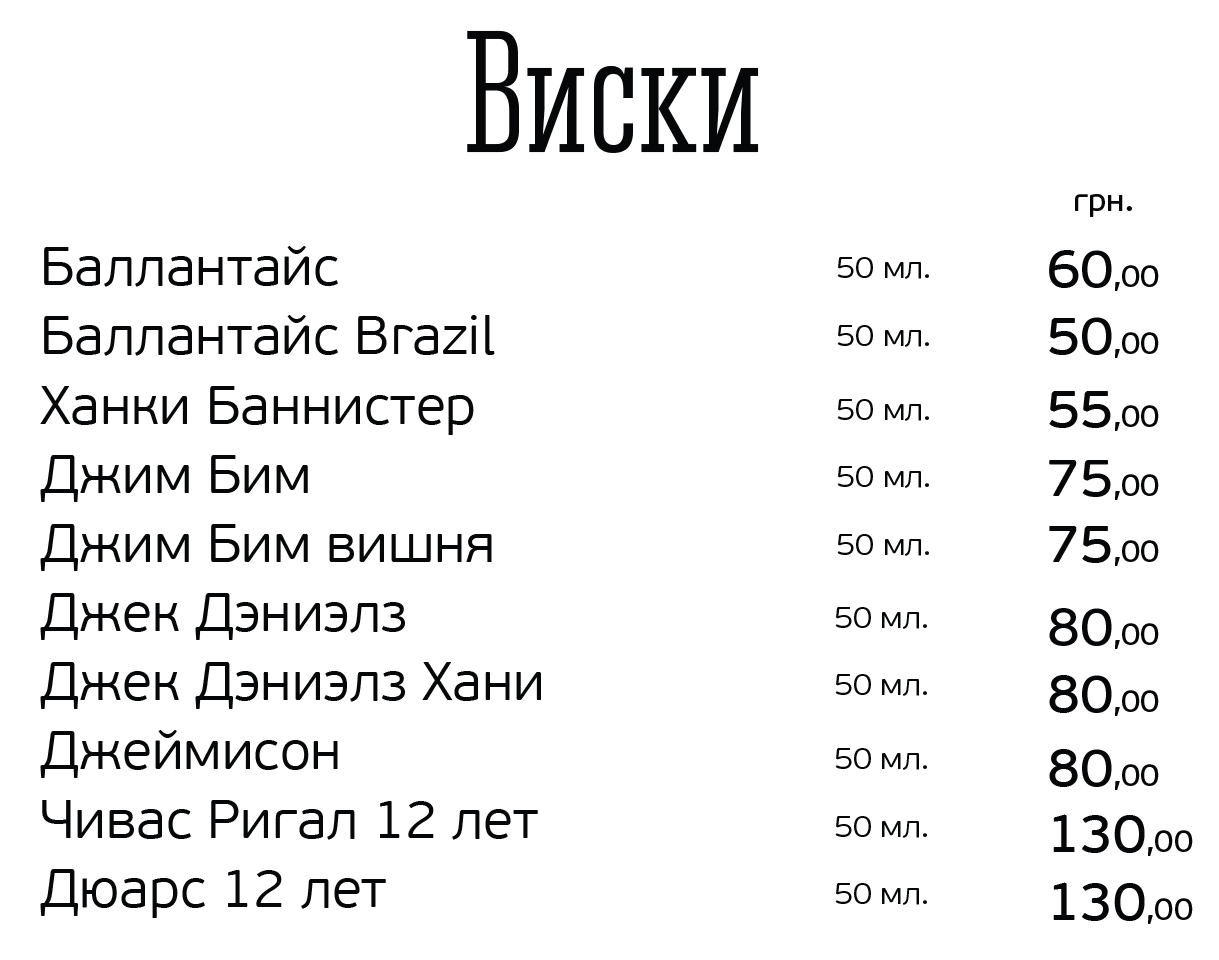 Виски
грн.
Баллантайс 50 мл. 60,00
Баллантайс Brazil 50 мл. 50,00
Ханки Баннистер 50 мл. 55,00
Джим Бим 50 мл. 75,00
Джим Бим вишня 50 мл. 75,00
Джек Дэниэлз 50 мл. 80,00
Джек Дэниэлз Хани 50 мл. 80,00
Джеймисон 50 мл. 80,00
Чивас Ригал 12 лет 50 мл. 130,00
Дюарс 12 лет 50 мл. 130,00